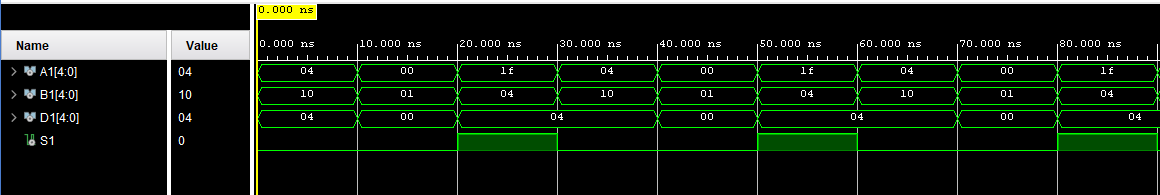 0.000 ns
Name Value 0.000 ns 10.000 ns 20.000 ns 30.000 ns 40.000 ns 50.000 ns 60.000 ns 70.000 ns 80.000 ns
A1[4:0] 04 04 00 1f 04 00 1f 04 00 1f
B1[4:0] 10 10 01 04 10 01 04 10 01 04
D1[4:0] 04 04 00 04 00 04 00 04
S1 0